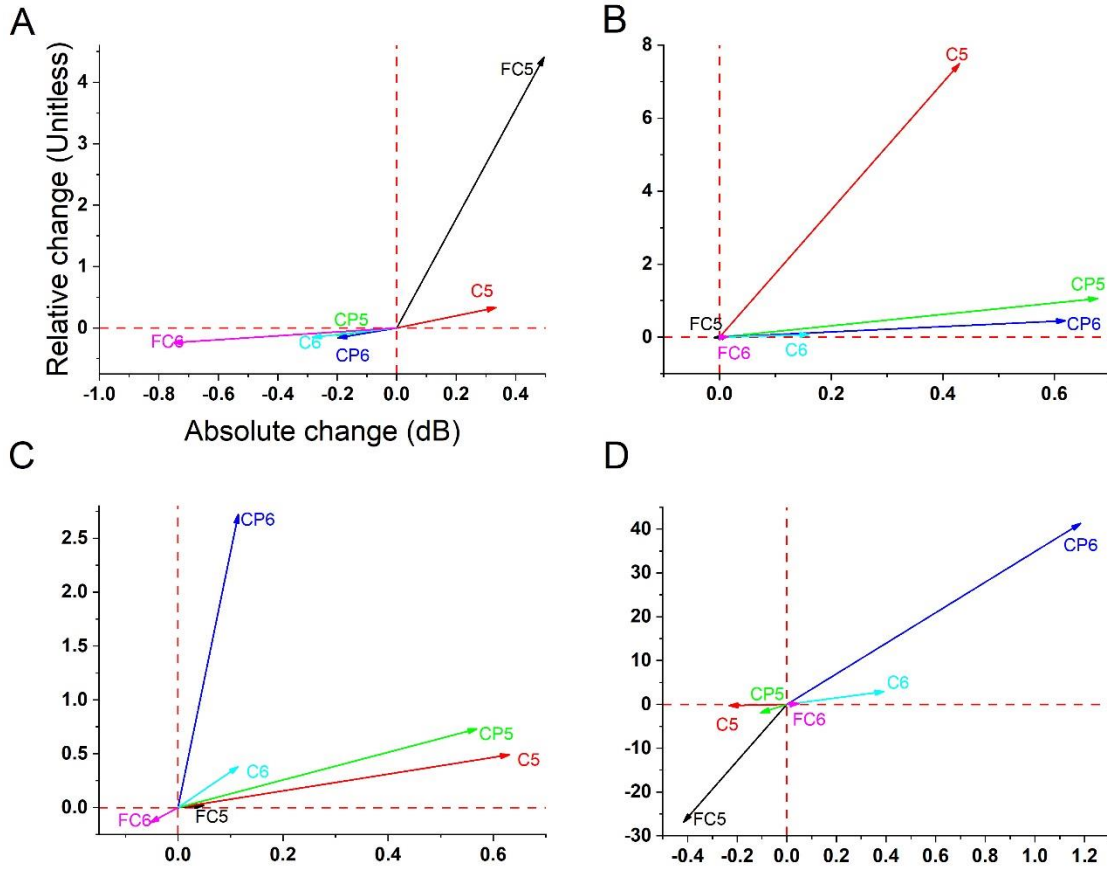 A
Relative change (Unitless)
4
3
2
1
0
FC5
C5
CP5
FC6
C6
CP6
-1.0
-0.8
-0.6
-0.4
-0.2
0.0
0.2
0.4
Absolute change (dB)
B
8
6
4
2
0
C5
CP5
FC5
CP6
FC6
C6
0.0
0.2
0.4
0.6
C
2.5
2.0
1.5
1.0
0.5
0.0
CP6
CP5
C6
C5
FC6
FC5
0.0
0.2
0.4
0.6
D
40
30
20
10
0
-10
-20
-30
CP6
C6
CP5
C5
FC6
FC5
-0.4
-0.2
0.0
0.2
0.4
0.6
0.8
1.0
1.2